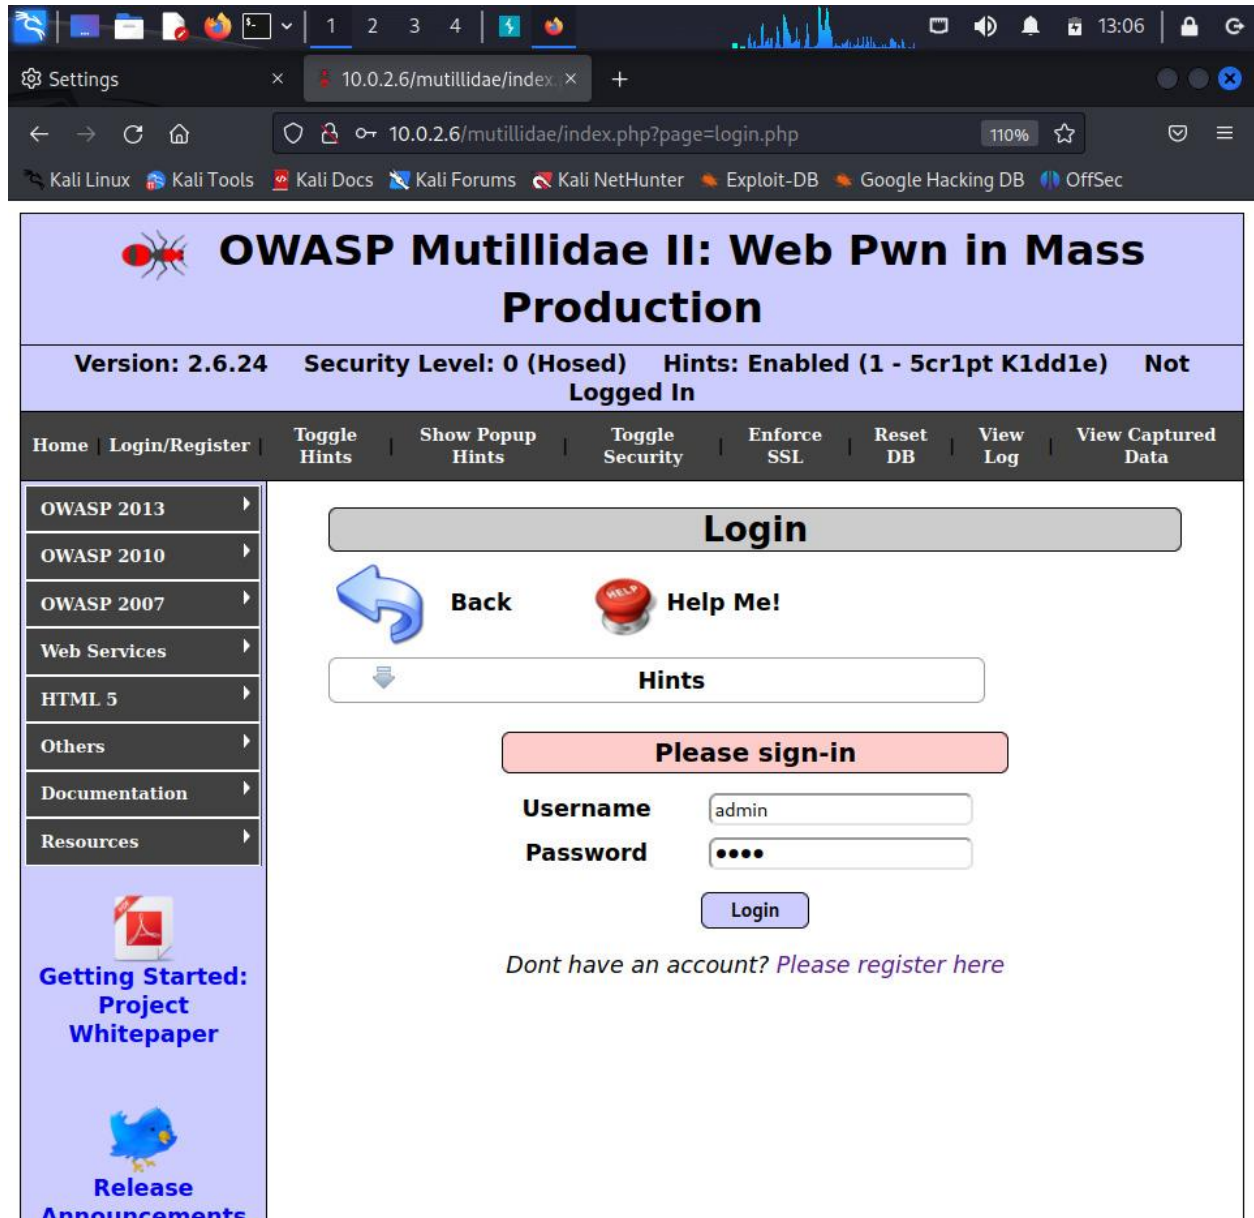 1 2 3 4 13:06
Settings × 10.0.2.6/mutillidae/index. × +
10.0.2.6/mutillidae/index.php?page=login.php 110%
Kali Linux Kali Tools Kali Docs Kali Forums Kali NetHunter Exploit-DB Google Hacking DB OffSec
OWASP Mutillidae II: Web Pwn in Mass
Production
Version: 2.6.24 Security Level: 0 (Hosed) Hints: Enabled (1 - 5cr1pt K1dd1e) Not
Logged In
Home | Login/Register | Toggle Hints | Show Popup Hints | Toggle Security | Enforce SSL | Reset DB | View Log | View Captured Data
OWASP 2013
OWASP 2010
OWASP 2007
Web Services
HTML 5
Others
Documentation
Resources
Getting Started:
Project
Whitepaper
Release
Announcements
Login
Back HELP Help Me!
Hints
Please sign-in
Username admin
Password ••••
Login
Dont have an account? Please register here